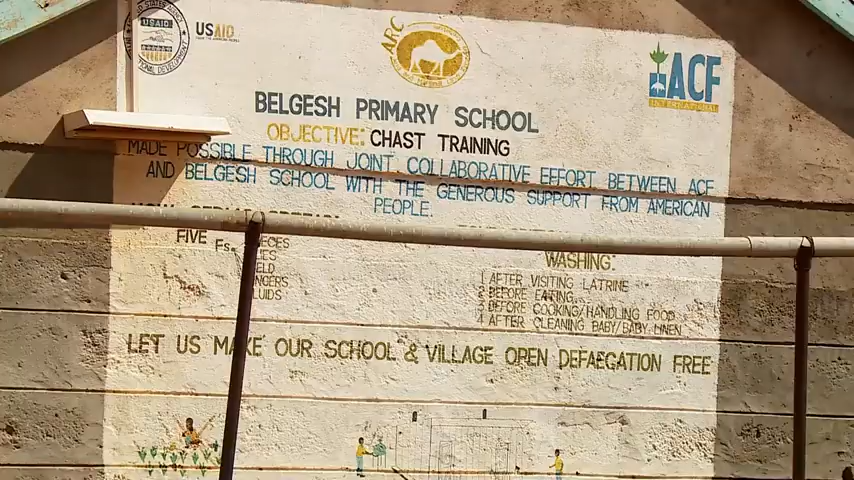 USAID
USAID
ARC
ACF
INTERNATIONAL
BELGESH PRIMARY SCHOOL
OBJECTIVE: CHAST TRAINING
MADE POSSIBLE THROUGH JOINT COLLABORATIVE EFFORT BETWEEN ACF
AND BELGESH SCHOOL WITH THE GENEROUS SUPPORT FROM AMERICAN
PEOPLE.
FIVE Fs
WASHING:
1 AFTER VISITING LATRINE
2 BEFORE EATING
3 BEFORE COOKING/HANDLING FOOD
4 AFTER CLEANING BABY/BABY LINEN
LET US MAKE OUR SCHOOL & VILLAGE OPEN DEFAEGATION FREE